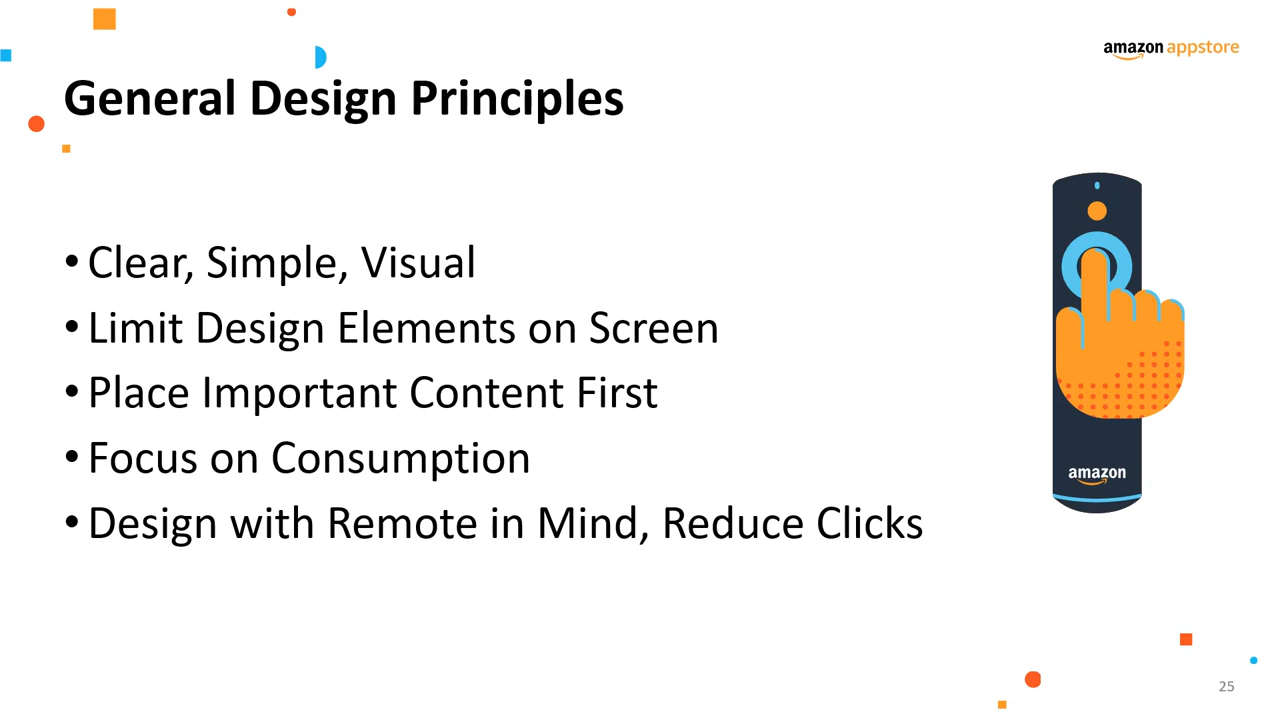 amazon appstore
General Design Principles
• Clear, Simple, Visual
• Limit Design Elements on Screen
• Place Important Content First
• Focus on Consumption
• Design with Remote in Mind, Reduce Clicks
amazon
25